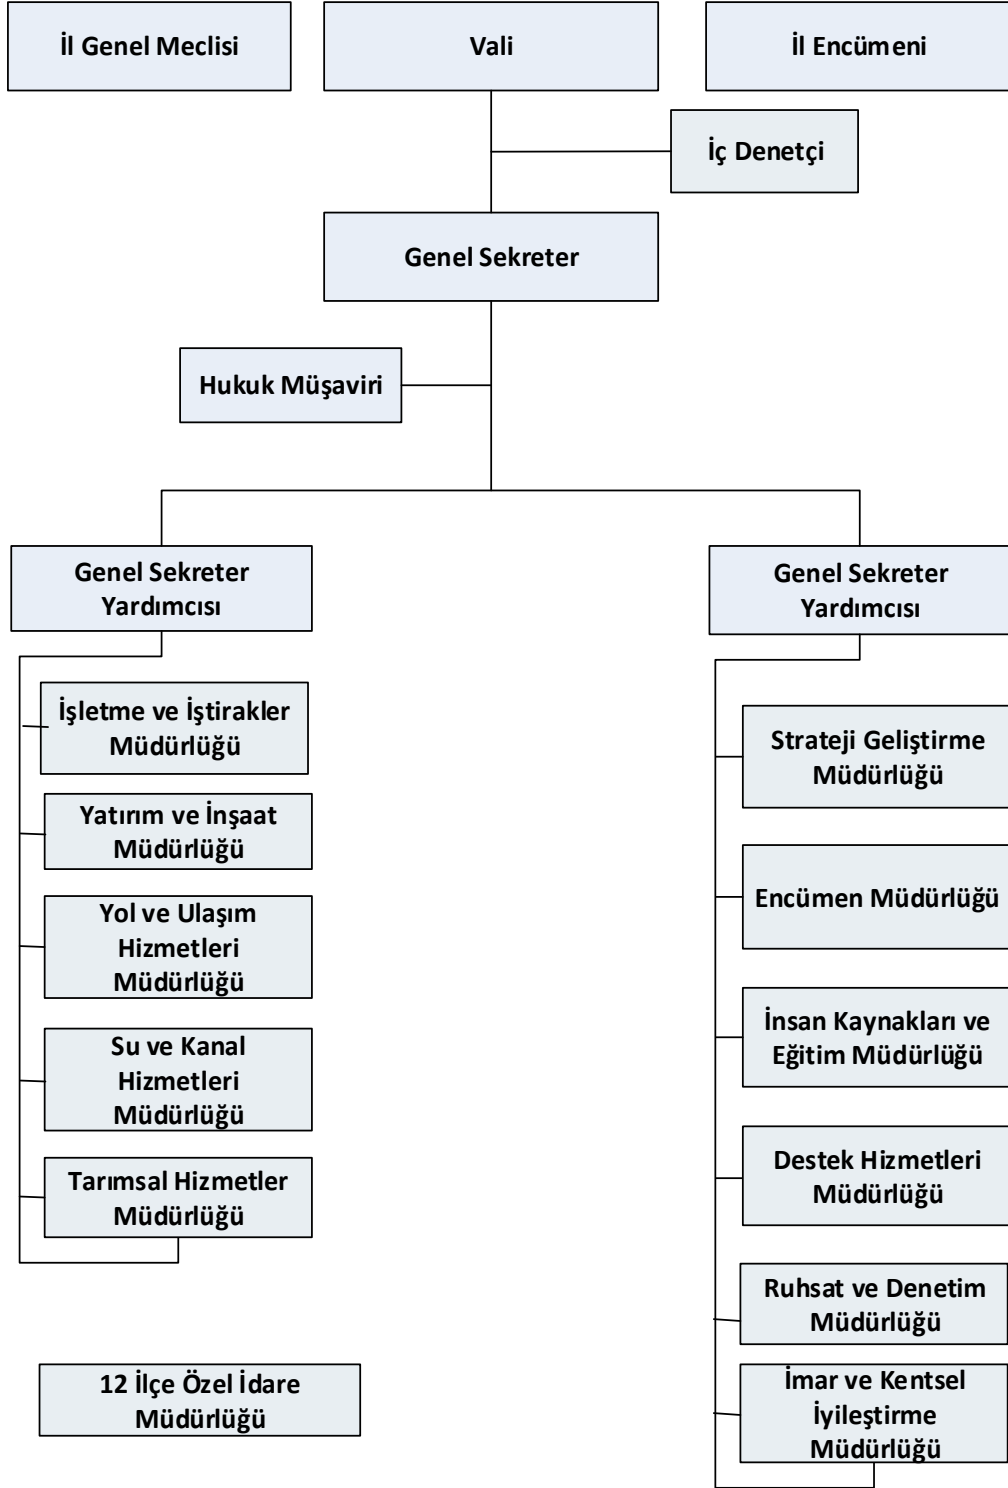 İl Genel Meclisi
Vali
İl Encümeni
İç Denetçi
Genel Sekreter
Hukuk Müşaviri
Genel Sekreter
Yardımcısı
Genel Sekreter
Yardımcısı
İşletme ve İştirakler
Müdürlüğü
Yatırım ve İnşaat
Müdürlüğü
Yol ve Ulaşım
Hizmetleri
Müdürlüğü
Su ve Kanal
Hizmetleri
Müdürlüğü
Tarımsal Hizmetler
Müdürlüğü
12 İlçe Özel İdare
Müdürlüğü
Strateji Geliştirme
Müdürlüğü
Encümen Müdürlüğü
İnsan Kaynakları ve
Eğitim Müdürlüğü
Destek Hizmetleri
Müdürlüğü
Ruhsat ve Denetim
Müdürlüğü
İmar ve Kentsel
İyileştirme
Müdürlüğü